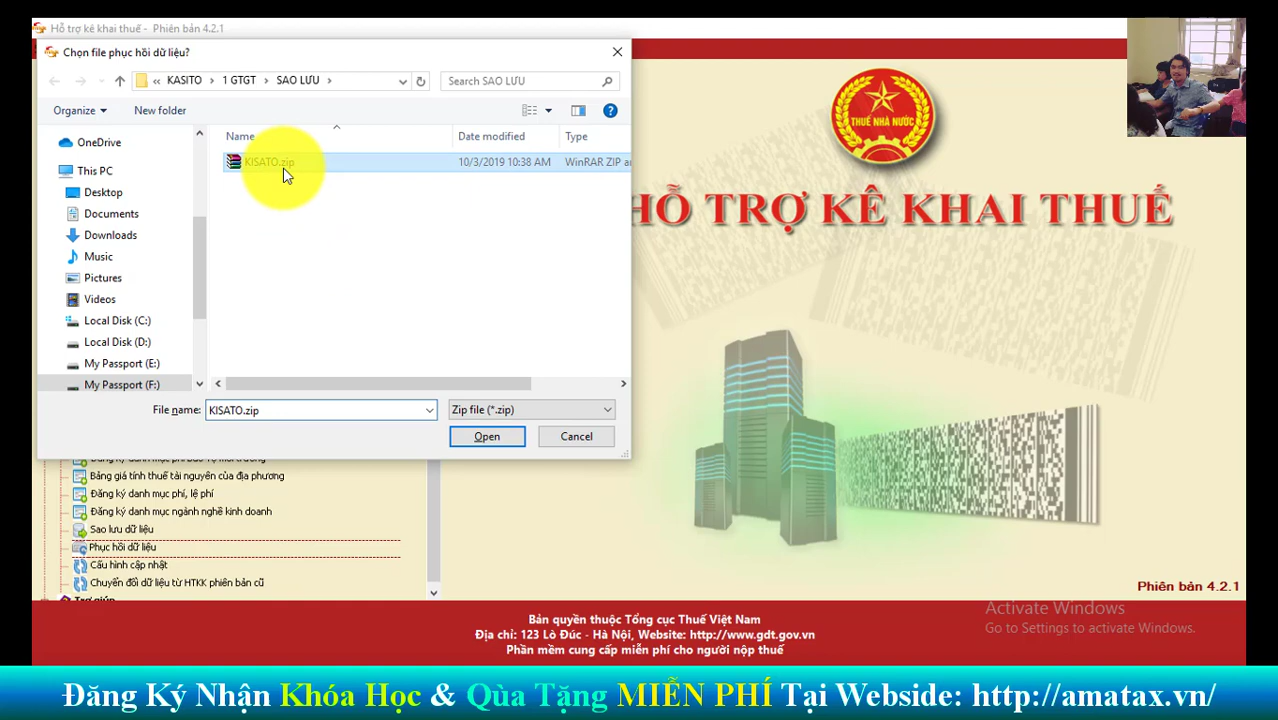 Hỗ trợ kê khai thuế - Phiên bản 4.2.1
Chọn file phục hồi dữ liệu?
« KASITO › 1 GTGT › SAO LƯU ›
Search SAO LƯU
Organize
New folder
Name
Date modified
Type
KISATO.zip
10/3/2019 10:38 AM
WinRAR ZIP ar
OneDrive
This PC
Desktop
Documents
Downloads
Music
Pictures
Videos
Local Disk (C:)
Local Disk (D:)
My Passport (E:)
My Passport (F:)
File name:
KISATO.zip
Zip file (*.zip)
Open
Cancel
THUẾ NHÀ NƯỚC
HỖ TRỢ KÊ KHAI THUẾ
Bảng giá tính thuế tài nguyên của địa phương
Đăng ký danh mục phí, lệ phí
Đăng ký danh mục ngành nghề kinh doanh
Sao lưu dữ liệu
Phục hồi dữ liệu
Cấu hình cập nhật
Chuyển đổi dữ liệu từ HTKK phiên bản cũ
Trợ giúp
Phiên bản 4.2.1
Activate Windows
Go to Settings to activate Windows.
Bản quyền thuộc Tổng cục Thuế Việt Nam
Địa chỉ: 123 Lò Đúc - Hà Nội, Website: http://www.gdt.gov.vn
Phần mềm cung cấp miễn phí cho người nộp thuế
Đăng Ký Nhận Khóa Học & Qùa Tặng MIỄN PHÍ Tại Webside: http://amatax.vn/